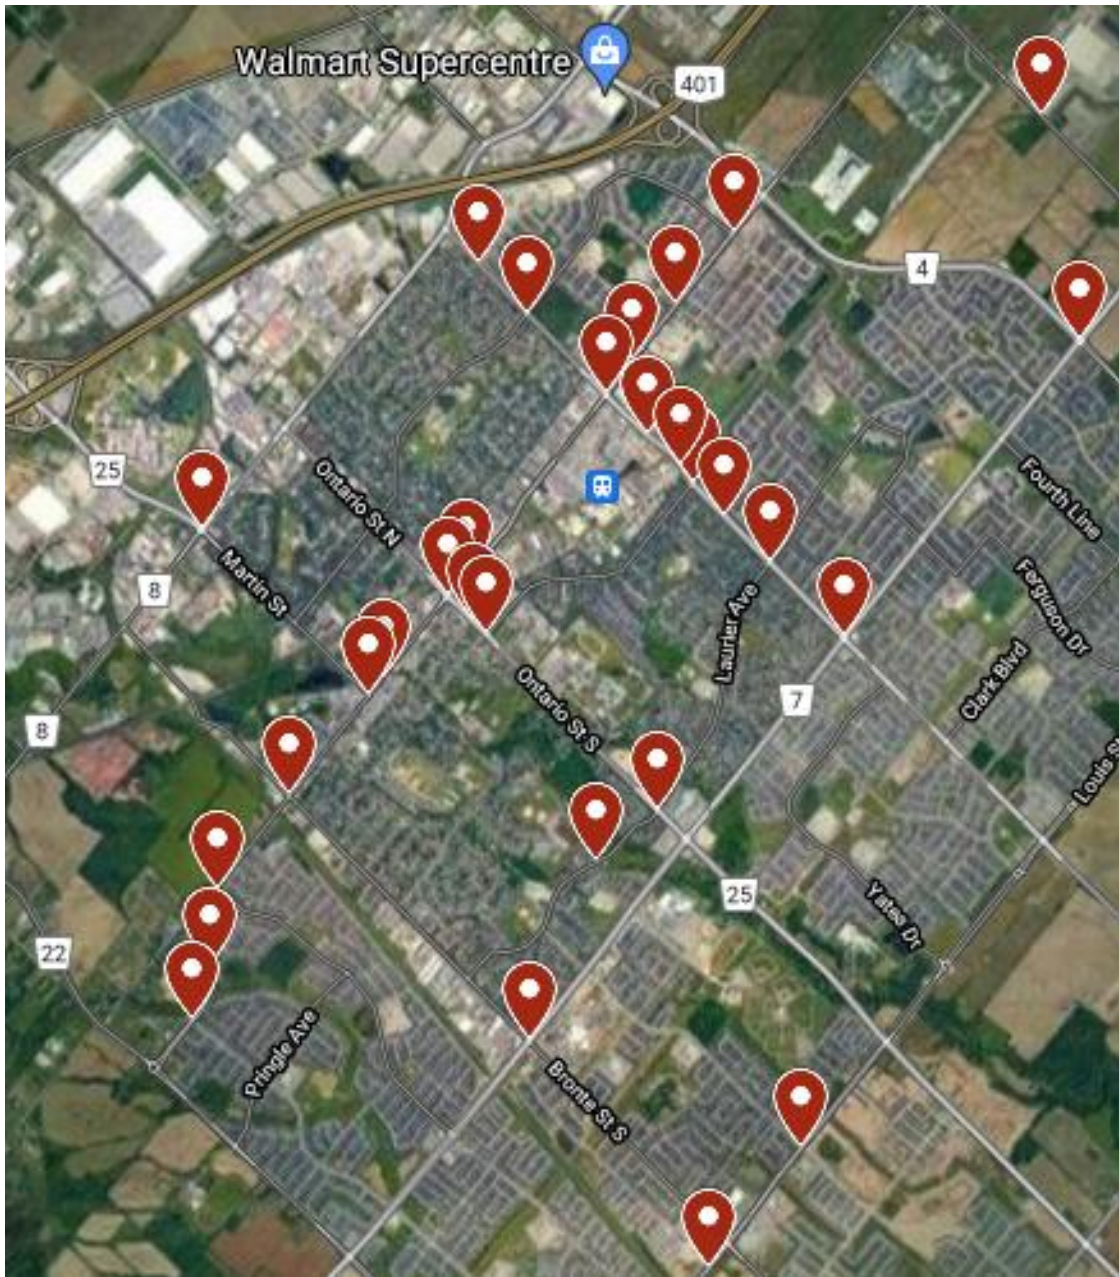 Walmart Supercentre
401
4
25
Ontario St N
Fourth Line
Martin St
8
Ferguson Dr
Laurier Ave
Clark Blvd
Ontario St S
7
8
Louis St
25
Yates Dr
22
Pringle Ave
Bronte St S